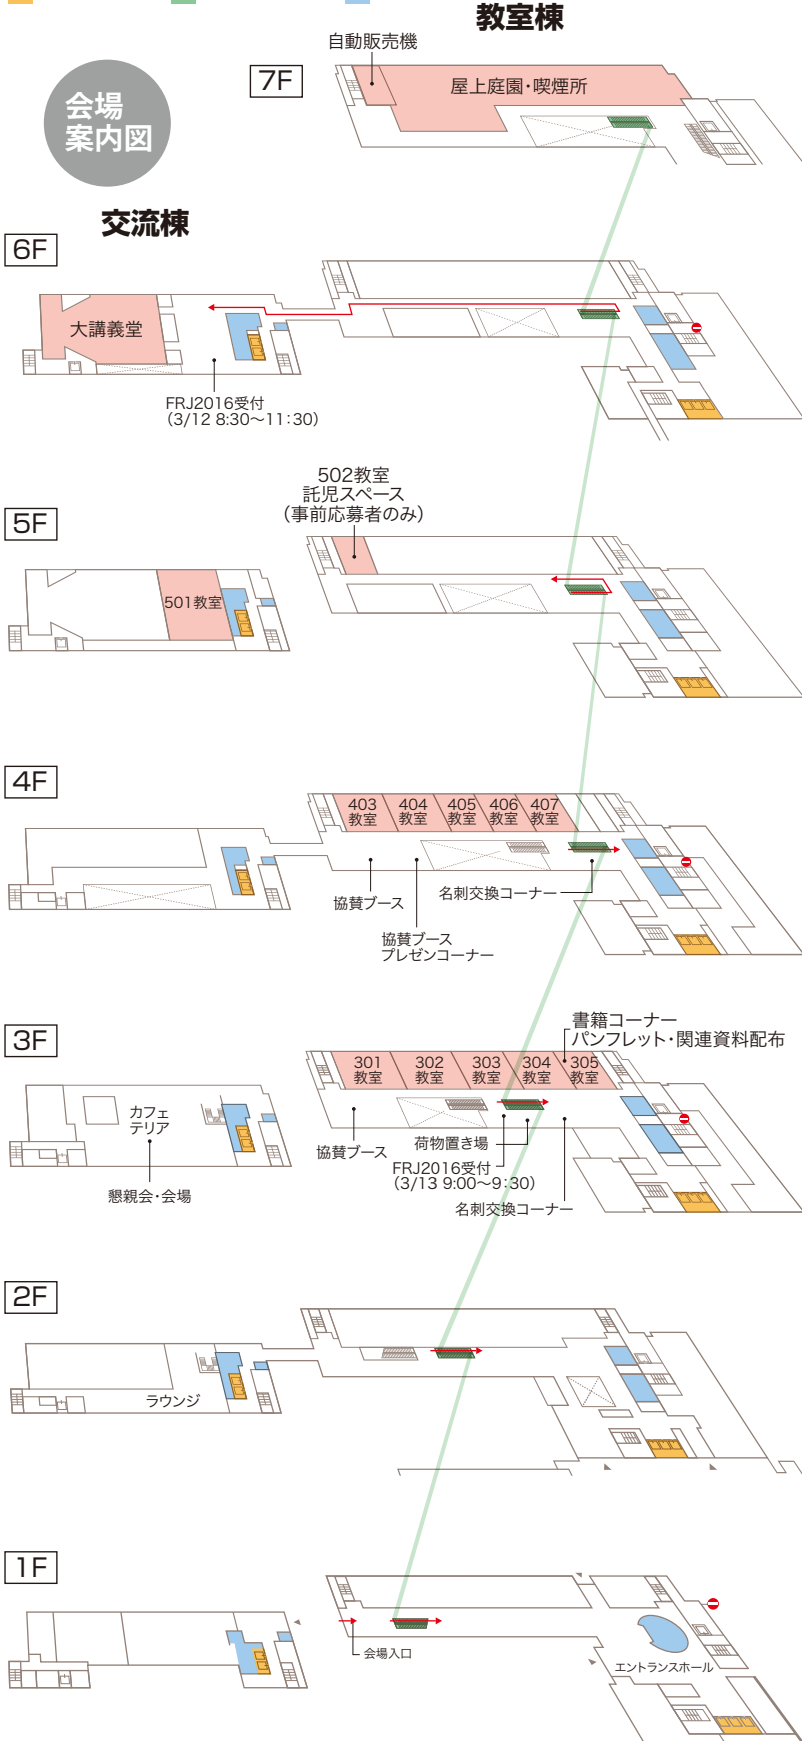 教室棟
自動販売機
7F
屋上庭園・喫煙所
会場
案内図
交流棟
6F
大講義堂
FRJ2016受付
(3/12 8:30〜11:30)
5F
502教室
託児スペース
(事前応募者のみ)
501教室
4F
403
教室
404
教室
405
教室
406
教室
407
教室
協賛ブース
名刺交換コーナー
協賛ブース
プレゼンコーナー
3F
書籍コーナー
パンフレット・関連資料配布
301
教室
302
教室
303
教室
304
教室
305
教室
カフェ
テリア
懇親会・会場
協賛ブース
荷物置き場
FRJ2016受付
(3/13 9:00〜9:30)
名刺交換コーナー
2F
ラウンジ
1F
会場入口
エントランスホール